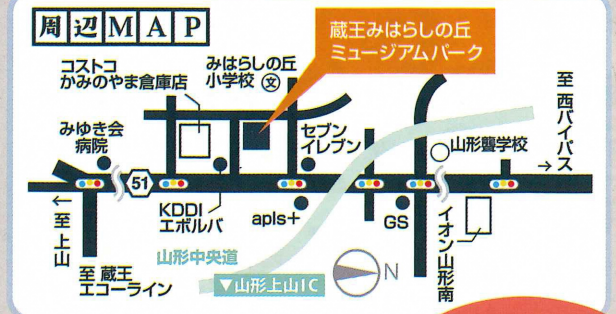 周辺MAP
蔵王みはらしの丘
ミュージアムパーク
コストコ
かみのやま倉庫店
みはらしの丘
小学校
文
至 西バイパス
みゆき会
病院
セブン
イレブン
山形聾学校
51
←至上山
KDDI
エボルバ
apls+
GS
イオン山形南
至 蔵王
エコーライン
山形中央道
▼山形上山IC
N